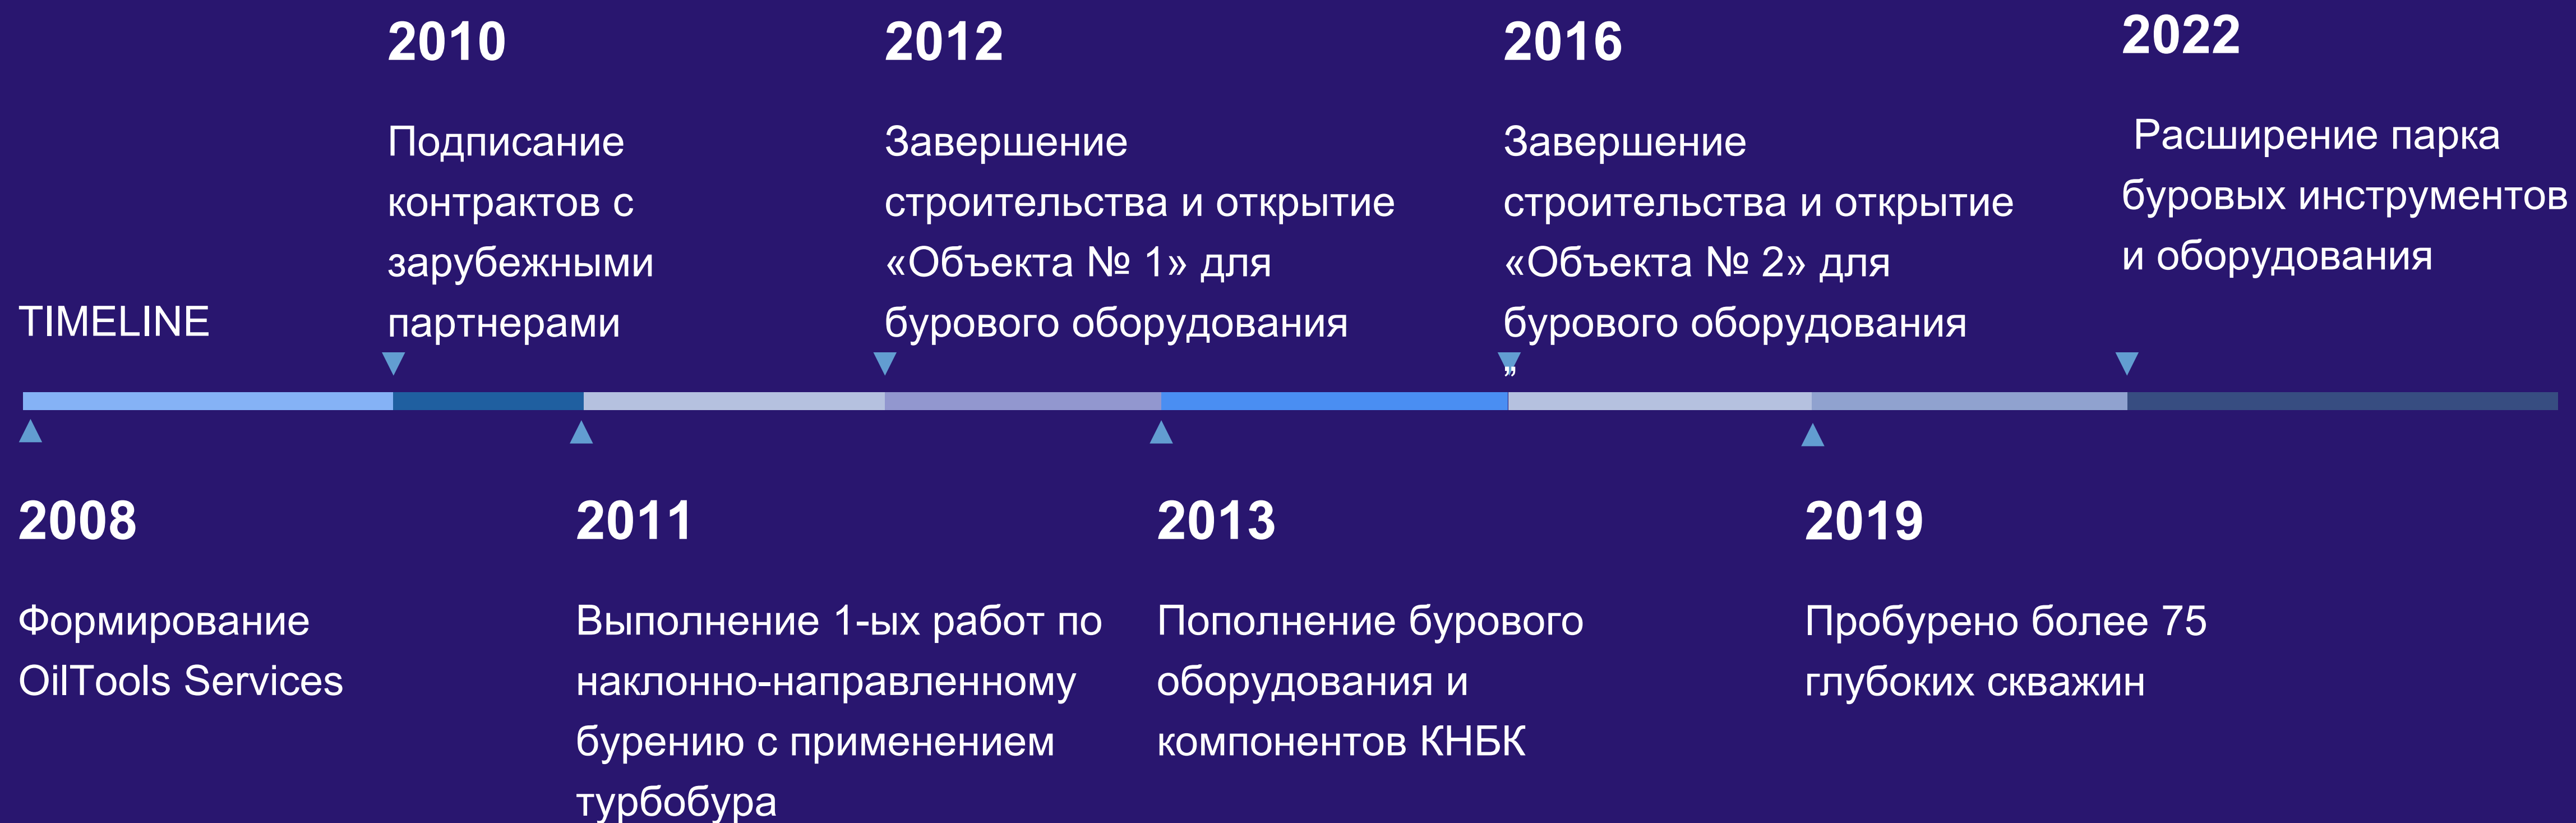 2010
Подписание
контрактов с
зарубежными
партнерами
2012
Завершение
строительства и открытие
«Объекта № 1» для
бурового оборудования
2016
Завершение
строительства и открытие
«Объекта № 2» для
бурового оборудования
”
2022
Расширение парка
буровых инструментов
и оборудования
TIMELINE
2008
Формирование
OilTools Services
2011
Выполнение 1-ых работ по
наклонно-направленному
бурению с применением
турбобура
2013
Пополнение бурового
оборудования и
компонентов КНБК
2019
Пробурено более 75
глубоких скважин